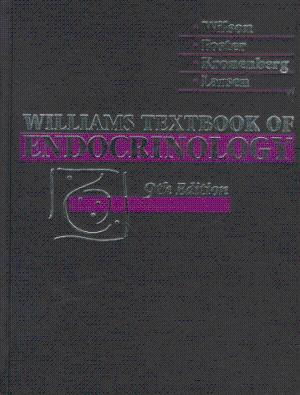 Wilson
Foster
Kronenberg
Larsen
WILLIAMS TEXTBOOK OF
ENDOCRINOLOGY
9th Edition